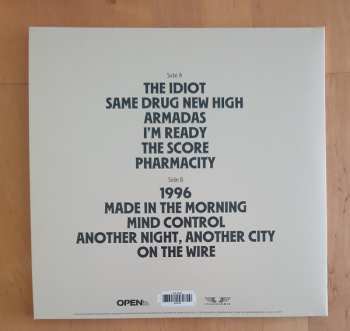 Side A
THE IDIOT
SAME DRUG NEW HIGH
ARMADAS
I'M READY
THE SCORE
PHARMACITY
Side B
1996
MADE IN THE MORNING
MIND CONTROL
ANOTHER NIGHT, ANOTHER CITY
ON THE WIRE
OPEN